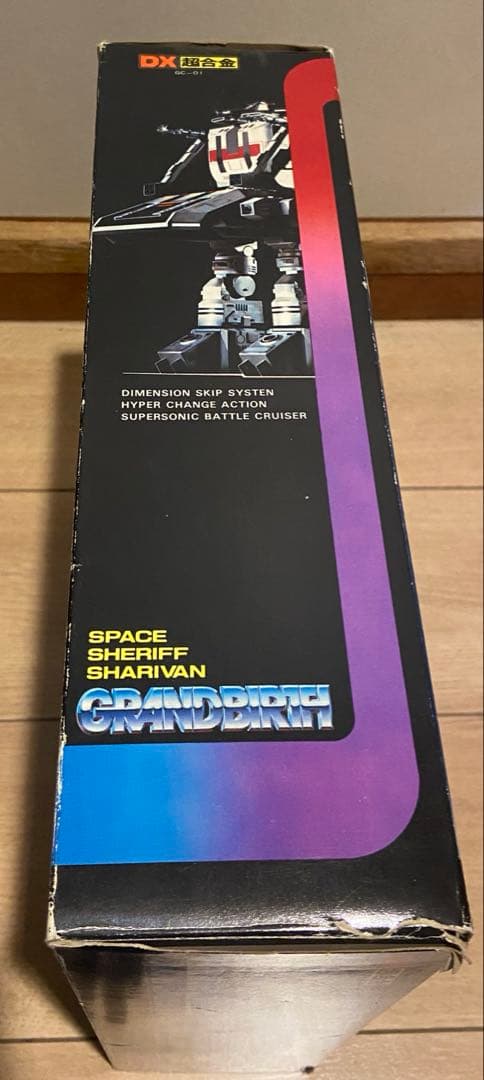 DX 超合金
GC-01
DIMENSION SKIP SYSTEN
HYPER CHANGE ACTION
SUPERSONIC BATTLE CRUISER
SPACE
SHERIFF
SHARIVAN
GRANDBIRTH